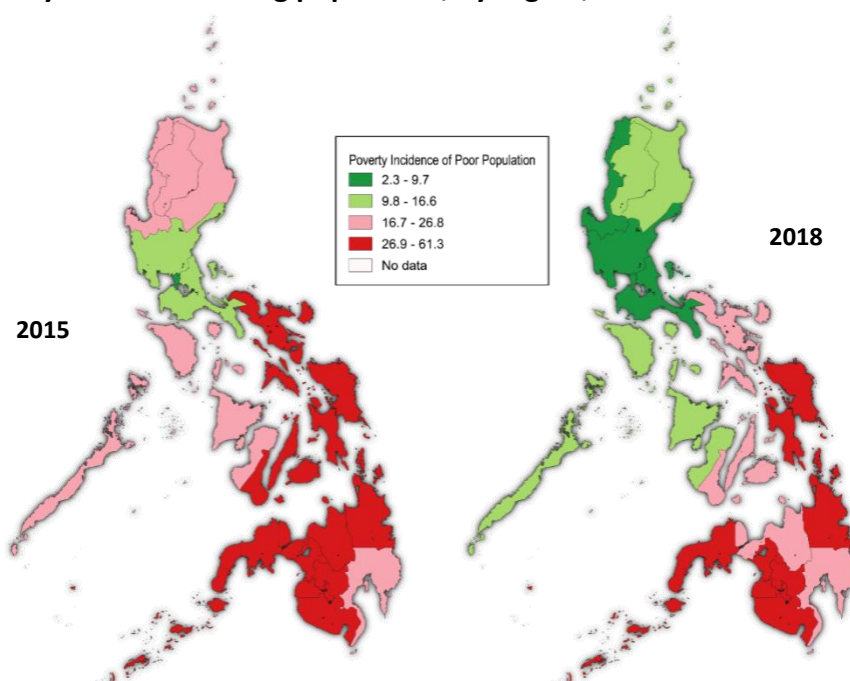 Poverty Incidence of Poor Population
2.3 - 9.7
9.8 - 16.6
16.7 - 26.8
26.9 - 61.3
No data
2018
2015